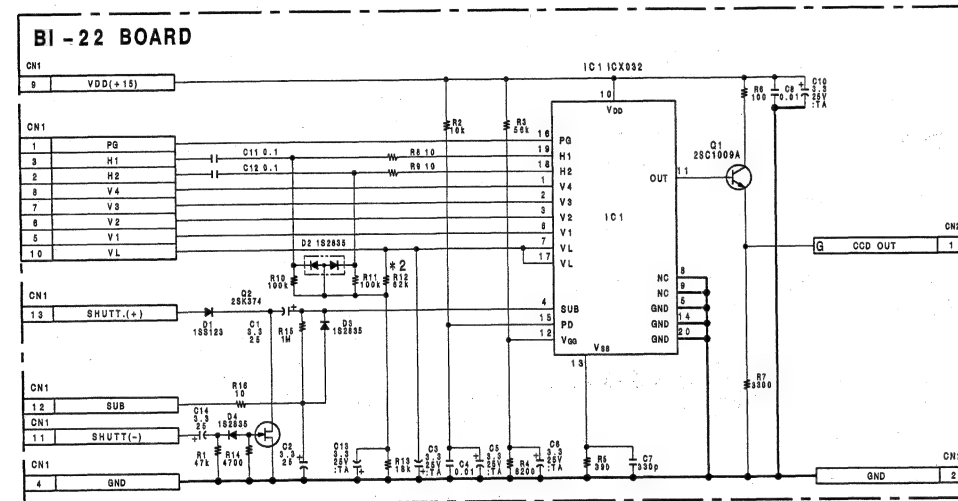 BI-22 BOARD
CN1
9 VDD(+15)
IC1 ICX032
10
VDD
R2
10k
R3
56k
R6
100
C8
0.01
C10
3.3
25V
:TA
CN1
1 PG
3 H1
2 H2
8 V4
7 V3
6 V2
5 V1
10 VL
C11 0.1
C12 0.1
R8 10
R9 10
16 PG
19 H1
18 H2
1 V4
2 V3
3 V2
6 V1
7 VL
17 VL
IC1
OUT 11
Q1
2SC1009A
CN2
G CCD OUT 1
D2 1S2835
R10
100k
R11
100k
*2
R12
82k
NC 8
NC 9
GND 5
GND 14
GND 20
CN1
13 SHUTT.(+)
D1
1SS123
Q2
2SK374
C1
3.3
25
R15
1M
D3
1S2835
4 SUB
15 PD
12 VGG
VSS
13
R7
3300
CN1
12 SUB
R16
10
CN1
11 SHUTT(-)
C14
3.3
25
D4
1S2835
R1
47k
R14
4700
C2
3.3
25
C13
3.3
25V
:TA
R13
18k
C3
3.3
25V
:TA
C4
0.01
C5
3.3
25V
:TA
R4
8200
C6
3.3
25V
:TA
R5
390
C7
330p
CN1
4 GND
GND 2